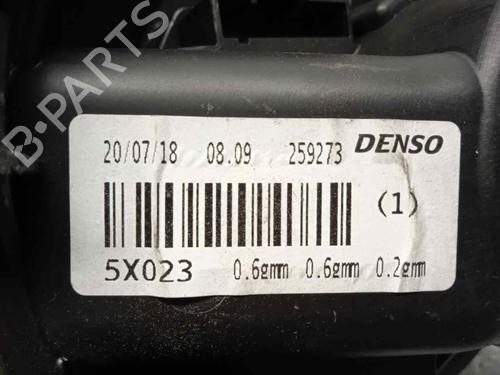 20/07/18 08.09 259273 DENSO
(1)
5X023 0.6gmm 0.6gmm 0.2gmm
B-PARTS